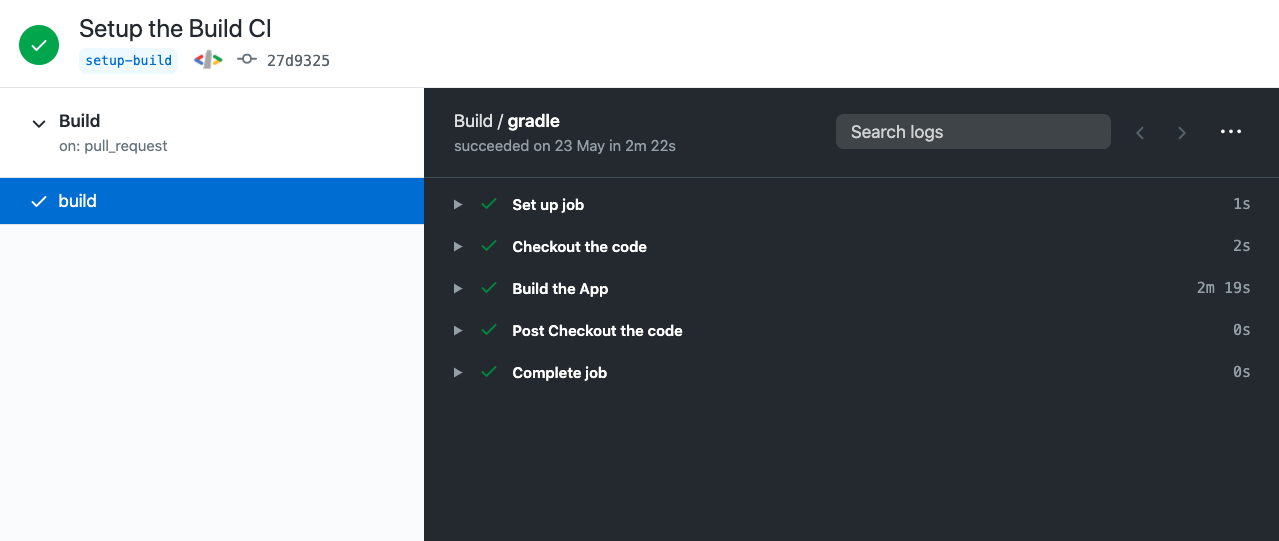 Setup the Build CI
setup-build 27d9325
Build
on: pull_request
build
Build / gradle
succeeded on 23 May in 2m 22s
Search logs
Set up job 1s
Checkout the code 2s
Build the App 2m 19s
Post Checkout the code 0s
Complete job 0s